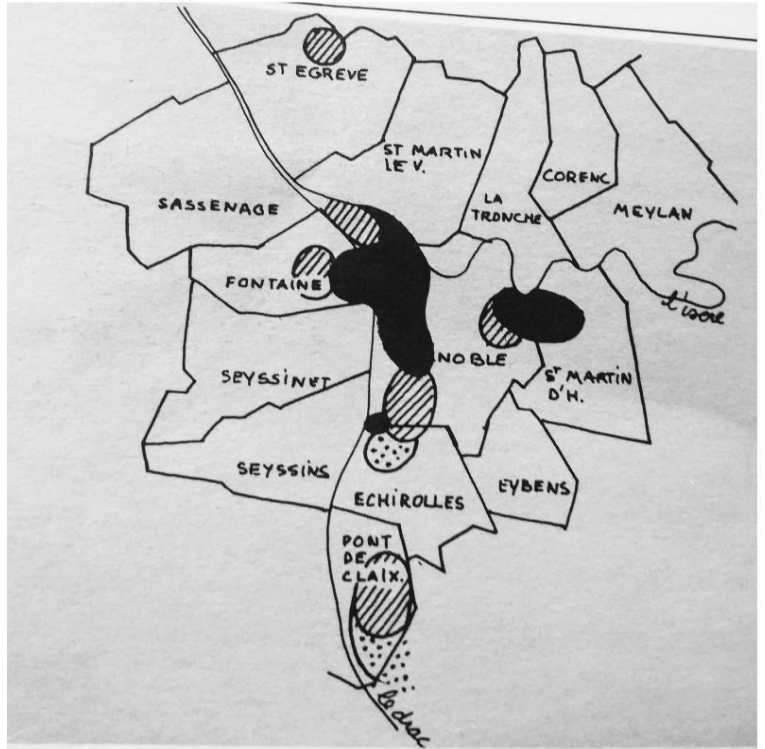 ST EGREVE
ST MARTIN
LE V.
CORENC
LA
TRONCHE
MEYLAN
SASSENAGE
FONTAINE
l'isere
NOBLE
SEYSSINET
ST MARTIN
D'H.
SEYSSINS
EYBENS
ECHIROLLES
PONT
DE
CLAIX.
le drac